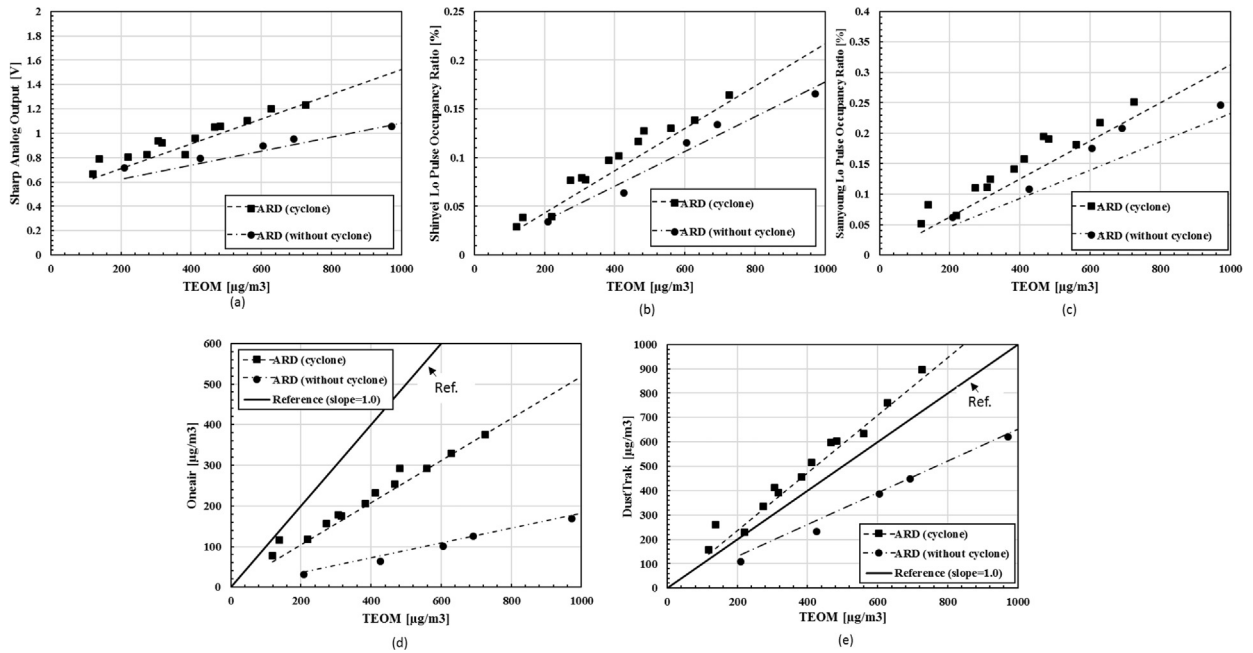 Sharp Analog Output [V]
2
1.8
1.6
1.4
1.2
1
0.8
0.6
0.4
0.2
0
ARD (cyclone)
ARD (without cyclone)
0 200 400 600 800 1000
TEOM [µg/m3]
(a)
Shinyei Lo Pulse Occupancy Ratio [%]
0.25
0.2
0.15
0.1
0.05
0
ARD (cyclone)
ARD (without cyclone)
0 200 400 600 800 1000
TEOM [µg/m3]
(b)
Samyoung Lo Pulse Occupancy Ratio [%]
0.4
0.35
0.3
0.25
0.2
0.15
0.1
0.05
0
ARD (cyclone)
ARD (without cyclone)
0 200 400 600 800 1000
TEOM [µg/m3]
(c)
Oneair [µg/m3]
600
500
400
300
200
100
0
ARD (cyclone)
ARD (without cyclone)
Reference (slope=1.0)
Ref.
0 200 400 600 800 1000
TEOM [µg/m3]
(d)
DustTrak [µg/m3]
1000
900
800
700
600
500
400
300
200
100
0
Ref.
ARD (cyclone)
ARD (without cyclone)
Reference (slope=1.0)
0 200 400 600 800 1000
TEOM [µg/m3]
(e)